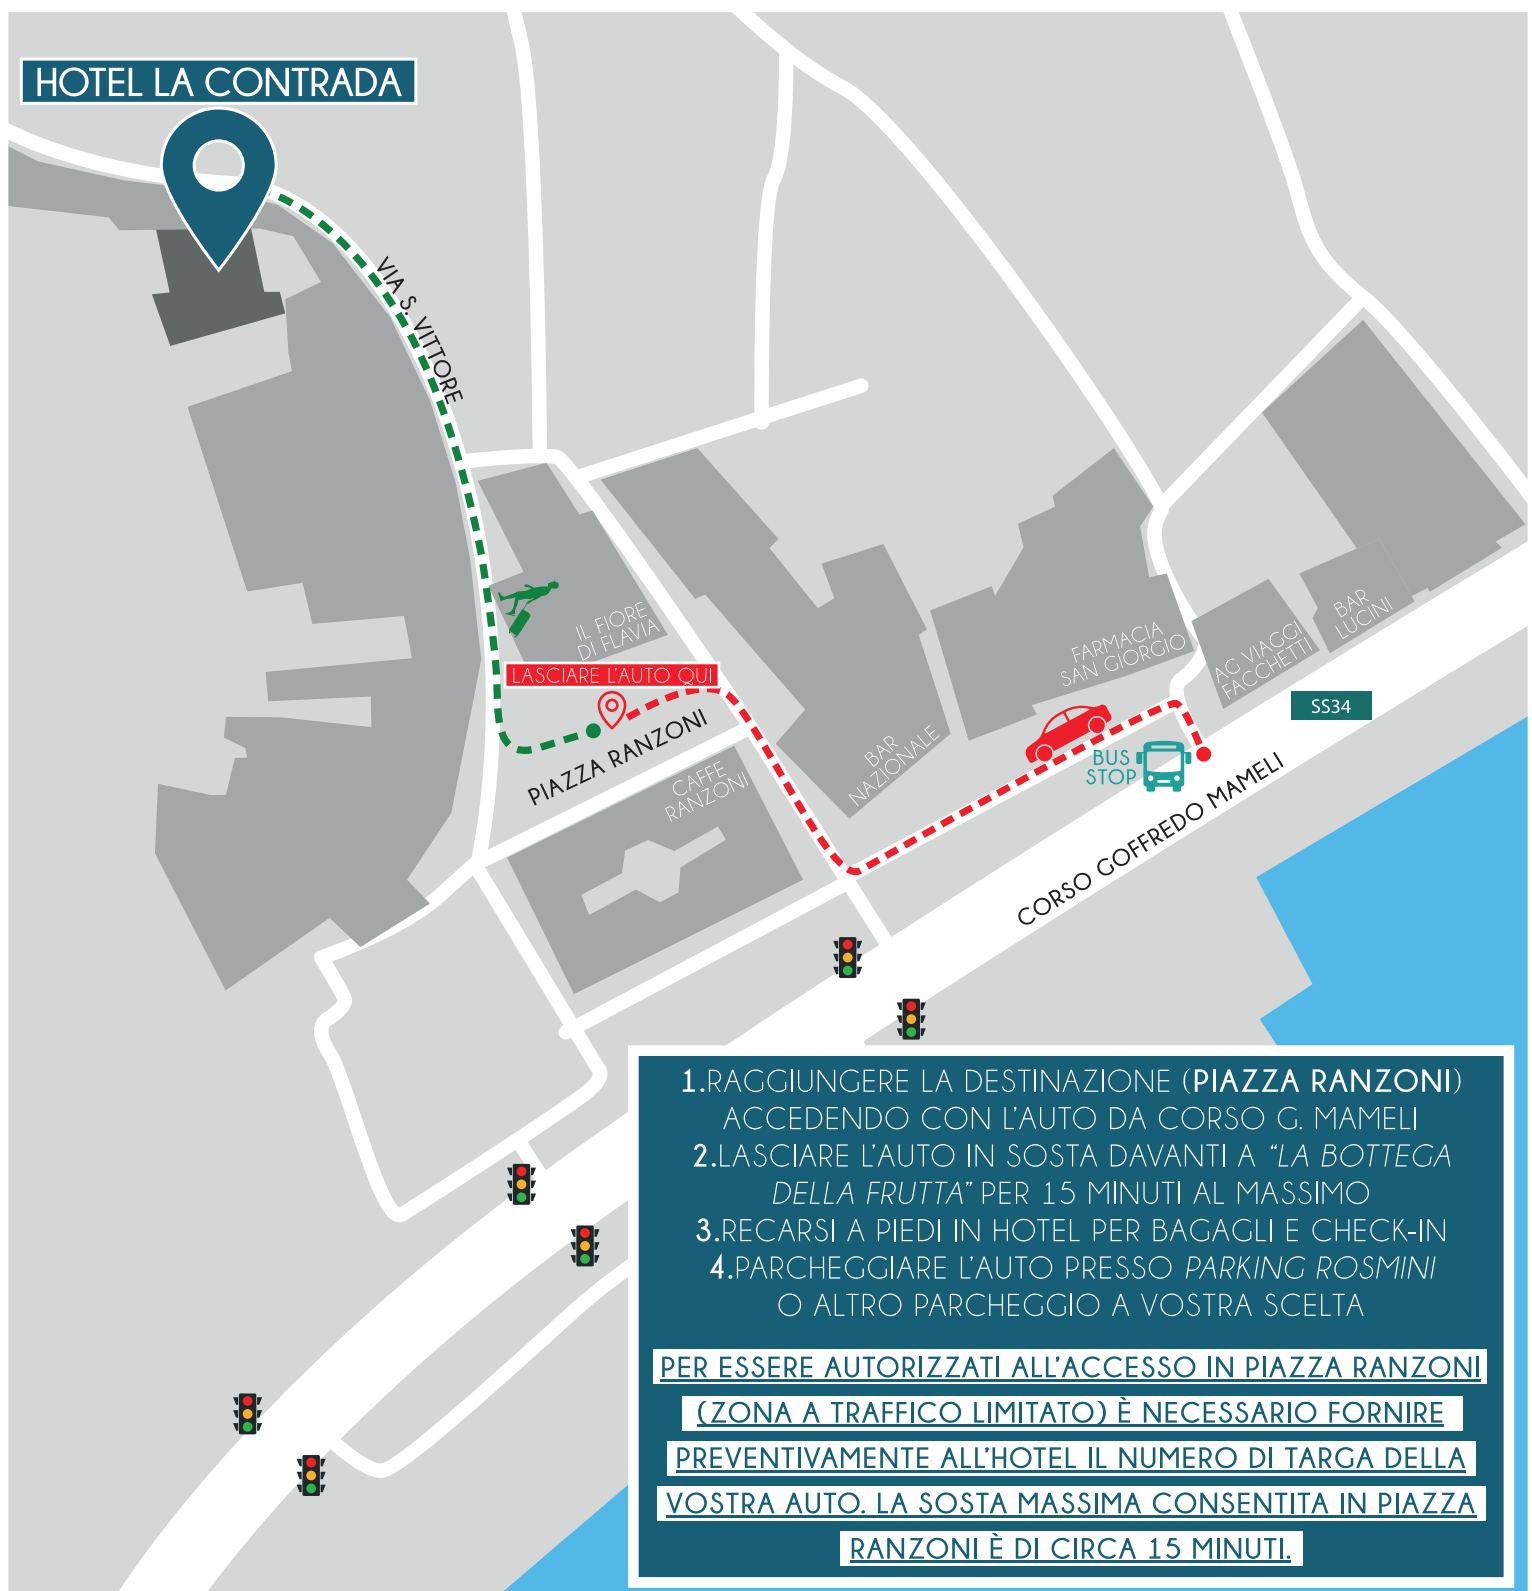 HOTEL LA CONTRADA
VIA S. VITTORE
IL FIORE
DI FLAVIA
LASCIARE L'AUTO QUI
PIAZZA RANZONI
CAFFE
RANZONI
BAR
NAZIONALE
FARMACIA
SAN GIORGIO
AG VIAGGI
FACCHETTI
BAR
LUCINI
SS34
BUS
STOP
CORSO GOFFREDO MAMELI
1.RAGGIUNGERE LA DESTINAZIONE (PIAZZA RANZONI)
ACCEDENDO CON L'AUTO DA CORSO G. MAMELI
2.LASCIARE L'AUTO IN SOSTA DAVANTI A “LA BOTTEGA
DELLA FRUTTA” PER 15 MINUTI AL MASSIMO
3.RECARSI A PIEDI IN HOTEL PER BAGAGLI E CHECK-IN
4.PARCHEGGIARE L'AUTO PRESSO PARKING ROSMINI
O ALTRO PARCHEGGIO A VOSTRA SCELTA
PER ESSERE AUTORIZZATI ALL'ACCESSO IN PIAZZA RANZONI
(ZONA A TRAFFICO LIMITATO) È NECESSARIO FORNIRE
PREVENTIVAMENTE ALL'HOTEL IL NUMERO DI TARGA DELLA
VOSTRA AUTO. LA SOSTA MASSIMA CONSENTITA IN PIAZZA
RANZONI È DI CIRCA 15 MINUTI.